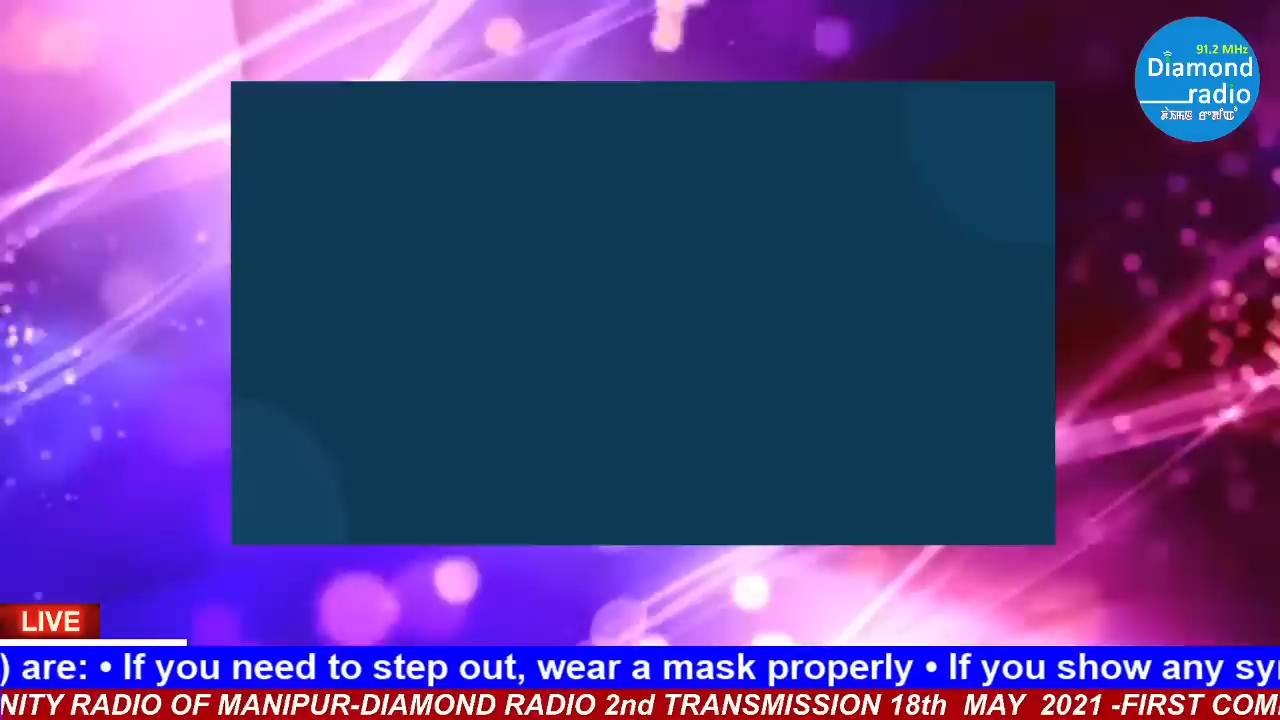 91.2 MHz
Diamond
radio
LIVE
) are: • If you need to step out, wear a mask properly • If you show any sy
NITY RADIO OF MANIPUR-DIAMOND RADIO 2nd TRANSMISSION 18th MAY 2021 -FIRST COM